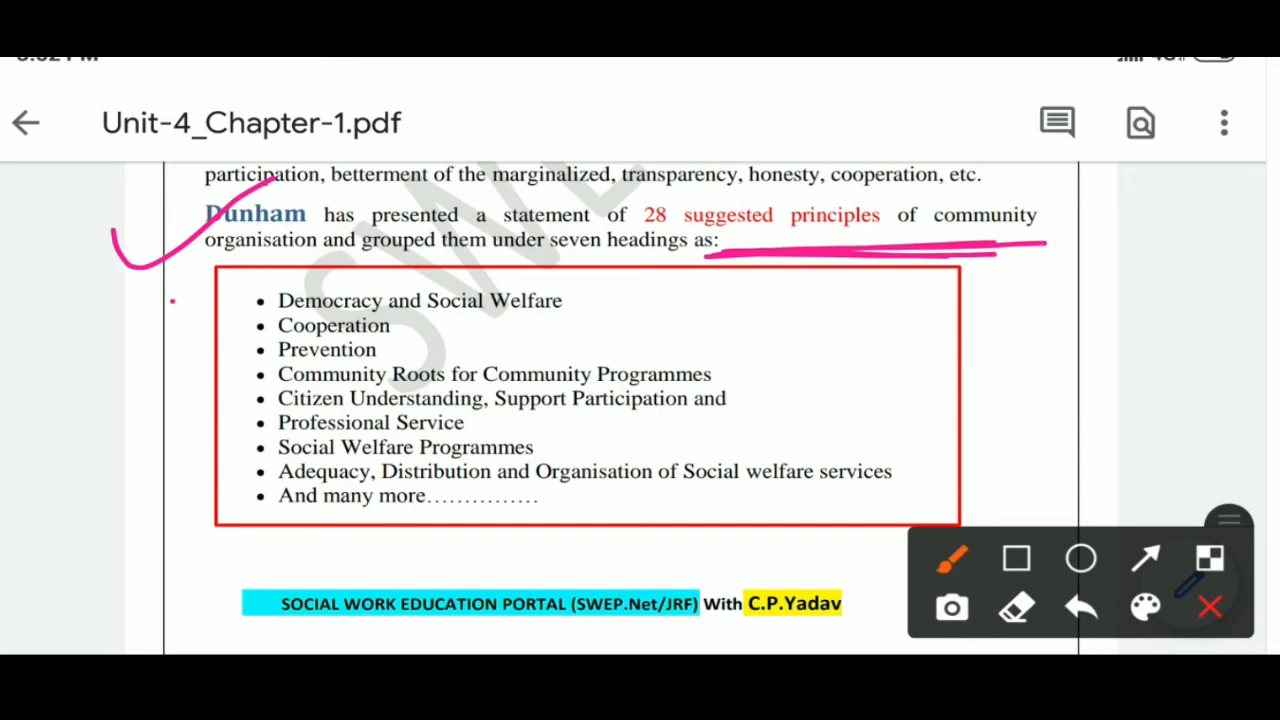 Unit-4_Chapter-1.pdf
participation, betterment of the marginalized, transparency, honesty, cooperation, etc.
Dunham has presented a statement of 28 suggested principles of community
organisation and grouped them under seven headings as:
• Democracy and Social Welfare
• Cooperation
• Prevention
• Community Roots for Community Programmes
• Citizen Understanding, Support Participation and
• Professional Service
• Social Welfare Programmes
• Adequacy, Distribution and Organisation of Social welfare services
• And many more……………
SOCIAL WORK EDUCATION PORTAL (SWEP.Net/JRF) With C.P.Yadav